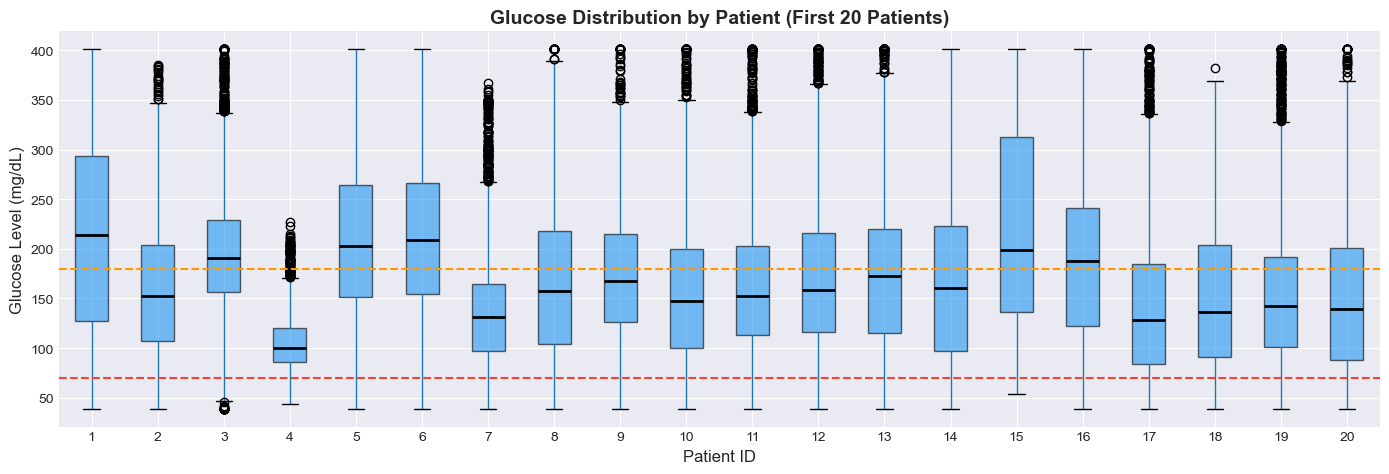 Glucose Distribution by Patient (First 20 Patients)
Glucose Level (mg/dL)
400
350
300
250
200
150
100
50
1 2 3 4 5 6 7 8 9 10 11 12 13 14 15 16 17 18 19 20
Patient ID